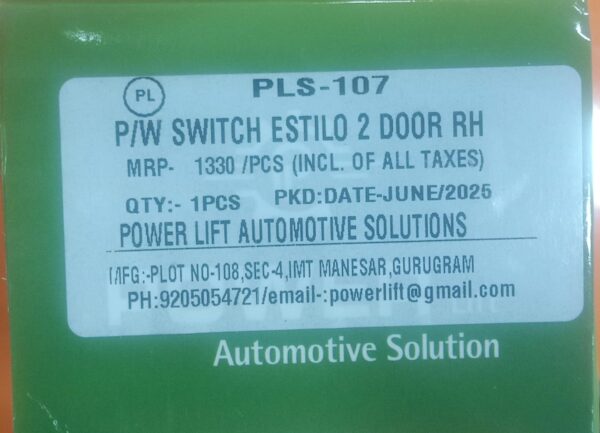 PL
PLS-107
P/W SWITCH ESTILO 2 DOOR RH
MRP- 1330 /PCS (INCL. OF ALL TAXES)
QTY:- 1PCS PKD:DATE-JUNE/2025
POWER LIFT AUTOMOTIVE SOLUTIONS
MFG:-PLOT NO-108,SEC-4,IMT MANESAR,GURUGRAM
PH:9205054721/email-:powerlift@gmail.com
Automotive Solution